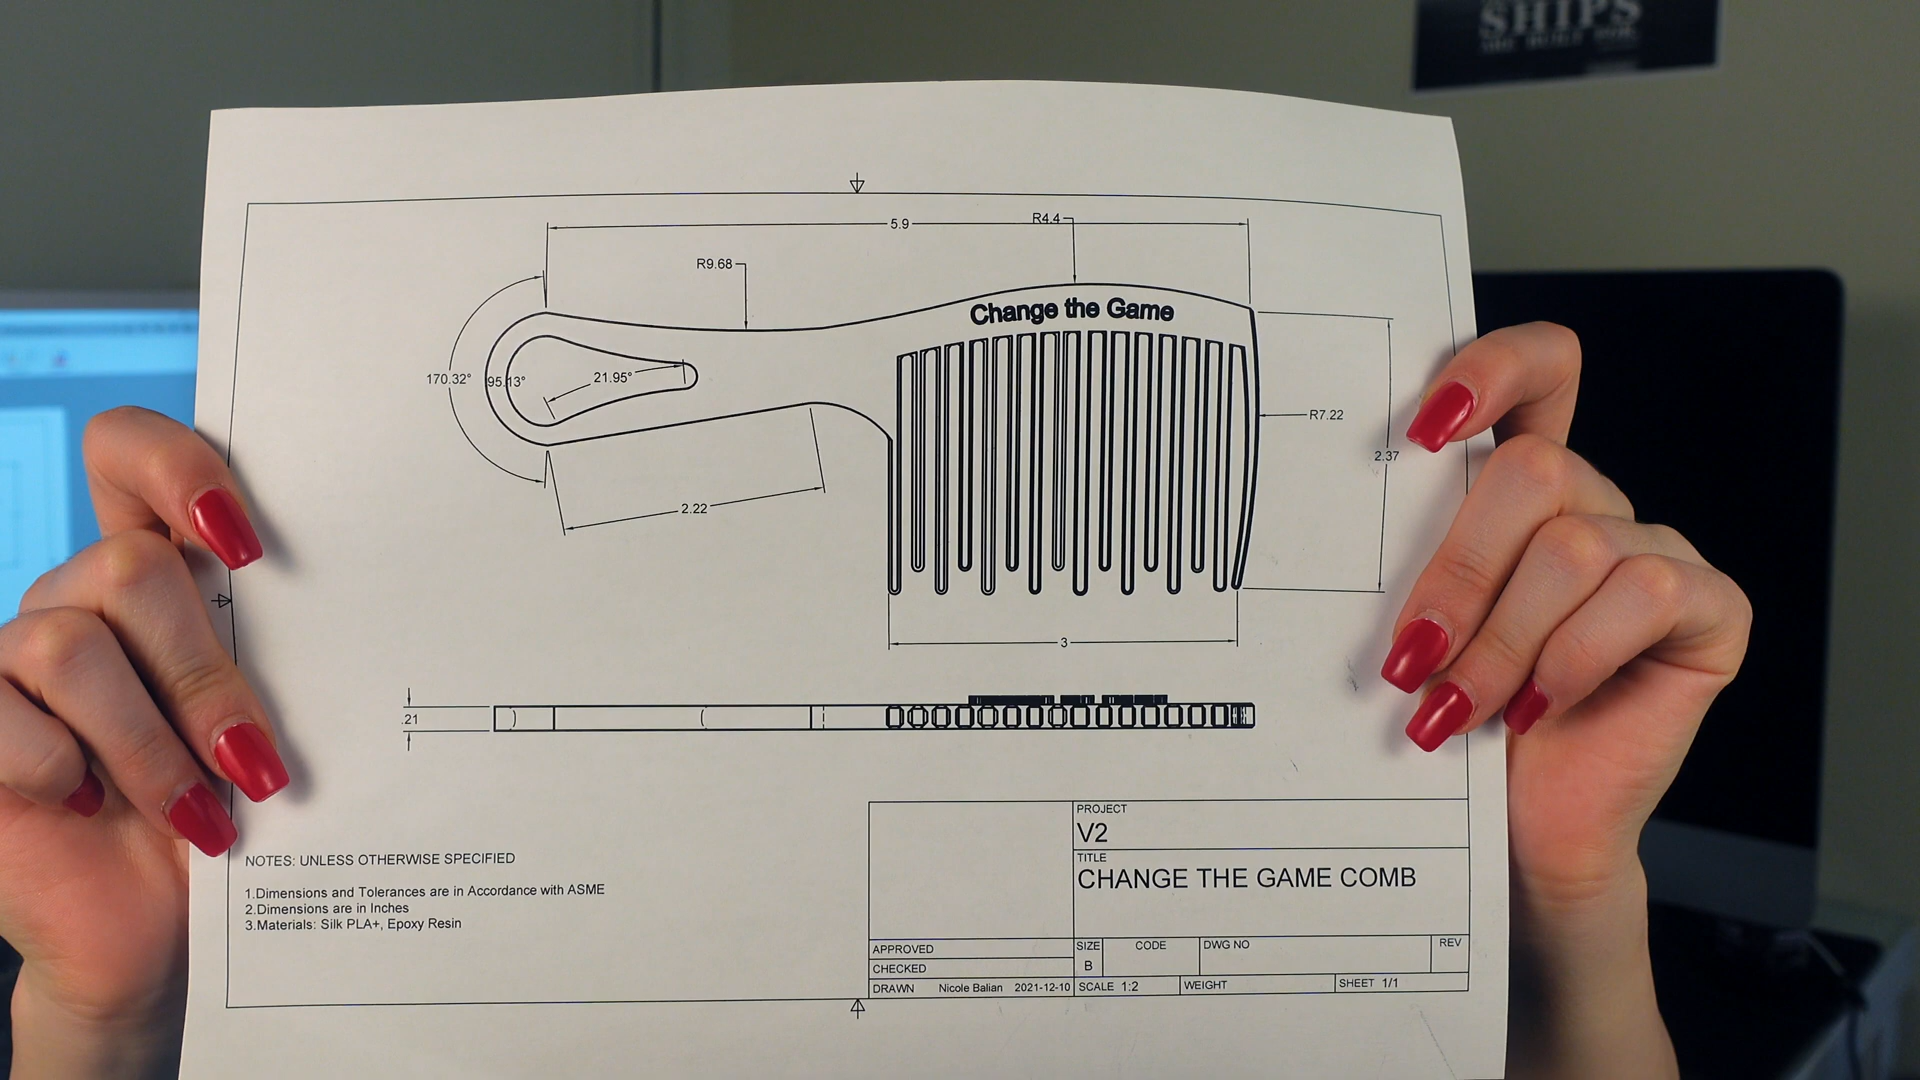 SHIPS
ARE BUILT FOR
5.9
R4.4
R9.68
Change the Game
170.32°
95.13°
21.95°
R7.22
2.37
2.22
3
.21
NOTES: UNLESS OTHERWISE SPECIFIED
1.Dimensions and Tolerances are in Accordance with ASME
2.Dimensions are in Inches
3.Materials: Silk PLA+, Epoxy Resin
PROJECT
V2
TITLE
CHANGE THE GAME COMB
APPROVED
CHECKED
DRAWN Nicole Balian 2021-12-10
SIZE
B
CODE
DWG NO
REV
SCALE 1:2
WEIGHT
SHEET 1/1